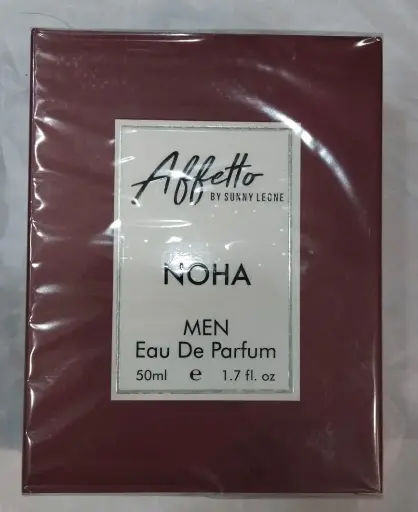 Affetto
BY SUNNY LEONE
NOHA
MEN
Eau De Parfum
50ml e 1.7 fl. oz